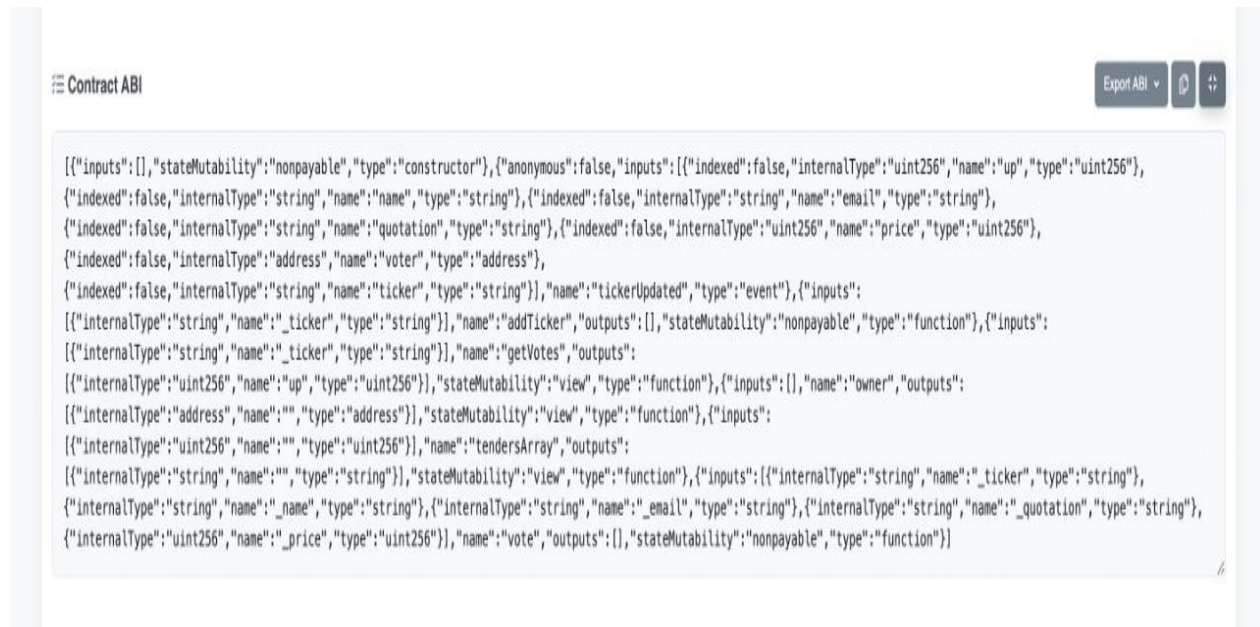 Contract ABI
Export ABI
[{"inputs":[],"stateMutability":"nonpayable","type":"constructor"},{"anonymous":false,"inputs":[{"indexed":false,"internalType":"uint256","name":"up","type":"uint256"},
{"indexed":false,"internalType":"string","name":"name","type":"string"},{"indexed":false,"internalType":"string","name":"email","type":"string"},
{"indexed":false,"internalType":"string","name":"quotation","type":"string"},{"indexed":false,"internalType":"uint256","name":"price","type":"uint256"},
{"indexed":false,"internalType":"address","name":"voter","type":"address"},
{"indexed":false,"internalType":"string","name":"ticker","type":"string"}],"name":"tickerUpdated","type":"event"},{"inputs":
[{"internalType":"string","name":"_ticker","type":"string"}],"name":"addTicker","outputs":[],"stateMutability":"nonpayable","type":"function"},{"inputs":
[{"internalType":"string","name":"_ticker","type":"string"}],"name":"getVotes","outputs":
[{"internalType":"uint256","name":"up","type":"uint256"}],"stateMutability":"view","type":"function"},{"inputs":[],"name":"owner","outputs":
[{"internalType":"address","name":"","type":"address"}],"stateMutability":"view","type":"function"},{"inputs":
[{"internalType":"uint256","name":"","type":"uint256"}],"name":"tendersArray","outputs":
[{"internalType":"string","name":"","type":"string"}],"stateMutability":"view","type":"function"},{"inputs":[{"internalType":"string","name":"_ticker","type":"string"},
{"internalType":"string","name":"_name","type":"string"},{"internalType":"string","name":"_email","type":"string"},{"internalType":"string","name":"_quotation","type":"string"},
{"internalType":"uint256","name":"_price","type":"uint256"}],"name":"vote","outputs":[],"stateMutability":"nonpayable","type":"function"}]